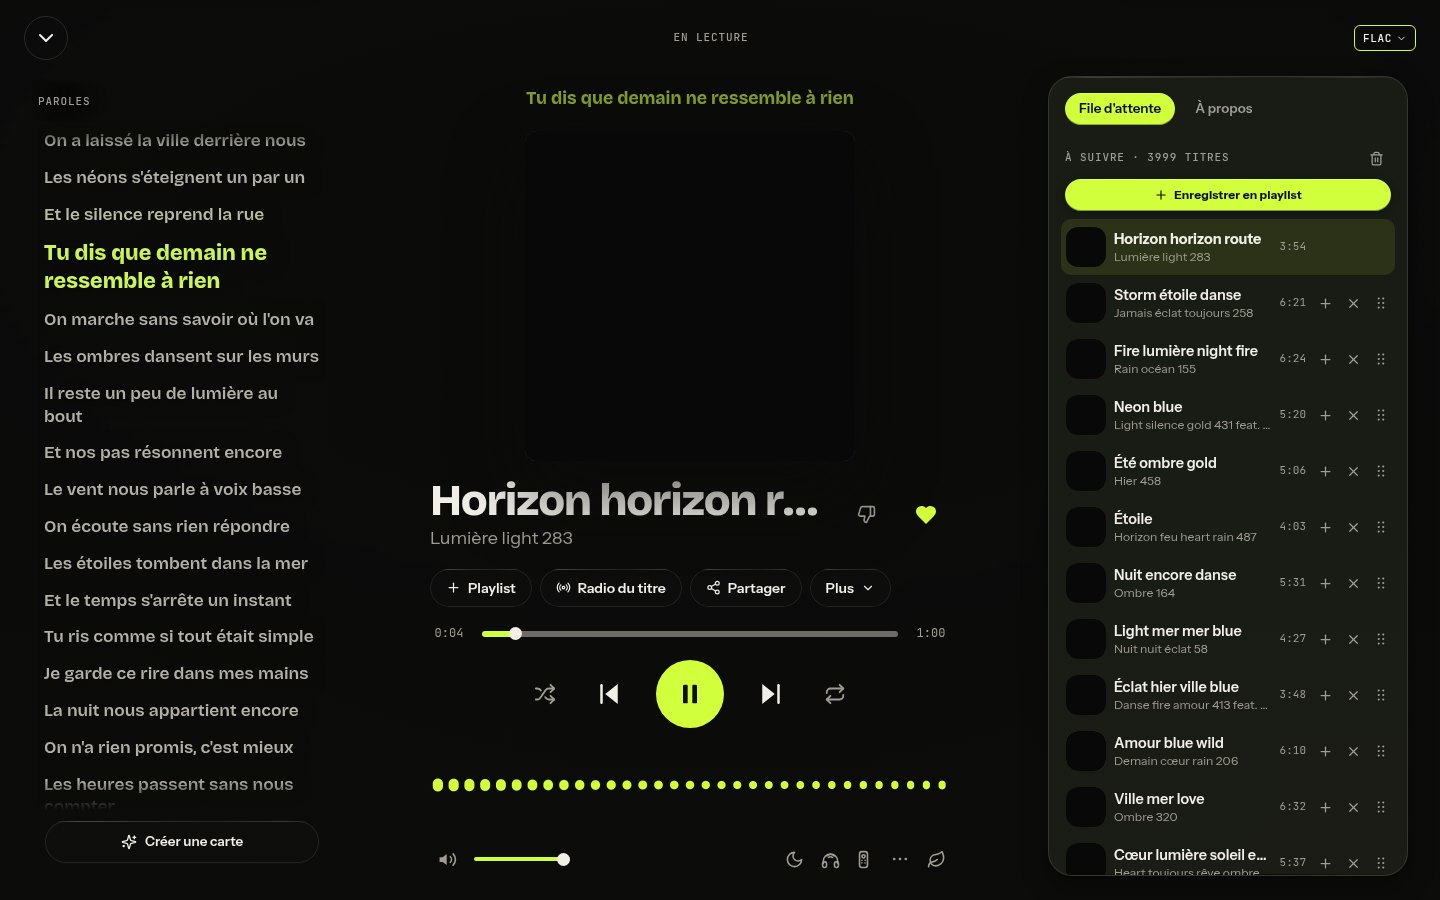 EN LECTURE
FLAC
PAROLES
On a laissé la ville derrière nous
Les néons s'éteignent un par un
Et le silence reprend la rue
Tu dis que demain ne
ressemble à rien
On marche sans savoir où l'on va
Les ombres dansent sur les murs
Il reste un peu de lumière au
bout
Et nos pas résonnent encore
Le vent nous parle à voix basse
On écoute sans rien répondre
Les étoiles tombent dans la mer
Et le temps s'arrête un instant
Tu ris comme si tout était simple
Je garde ce rire dans mes mains
La nuit nous appartient encore
On n'a rien promis, c'est mieux
Les heures passent sans nous
compter
Créer une carte
Tu dis que demain ne ressemble à rien
Horizon horizon r...
Lumière light 283
Playlist
Radio du titre
Partager
Plus
0:04
1:00
File d'attente
À propos
À SUIVRE · 3999 TITRES
Enregistrer en playlist
Horizon horizon route
Lumière light 283
3:54
Storm étoile danse
Jamais éclat toujours 258
6:21
Fire lumière night fire
Rain océan 155
6:24
Neon blue
Light silence gold 431 feat. ...
5:20
Été ombre gold
Hier 458
5:06
Étoile
Horizon feu heart rain 487
4:03
Nuit encore danse
Ombre 164
5:31
Light mer mer blue
Nuit nuit éclat 58
4:27
Éclat hier ville blue
Danse fire amour 413 feat. ...
3:48
Amour blue wild
Demain cœur rain 206
6:10
Ville mer love
Ombre 320
6:32
Cœur lumière soleil e...
Heart toujours rêve ombre
5:37